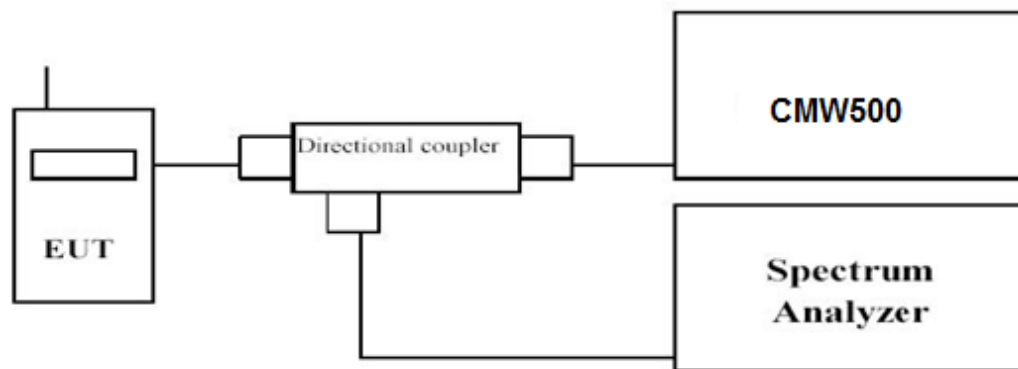 EUT
Directional coupler
CMW500
Spectrum
Analyzer